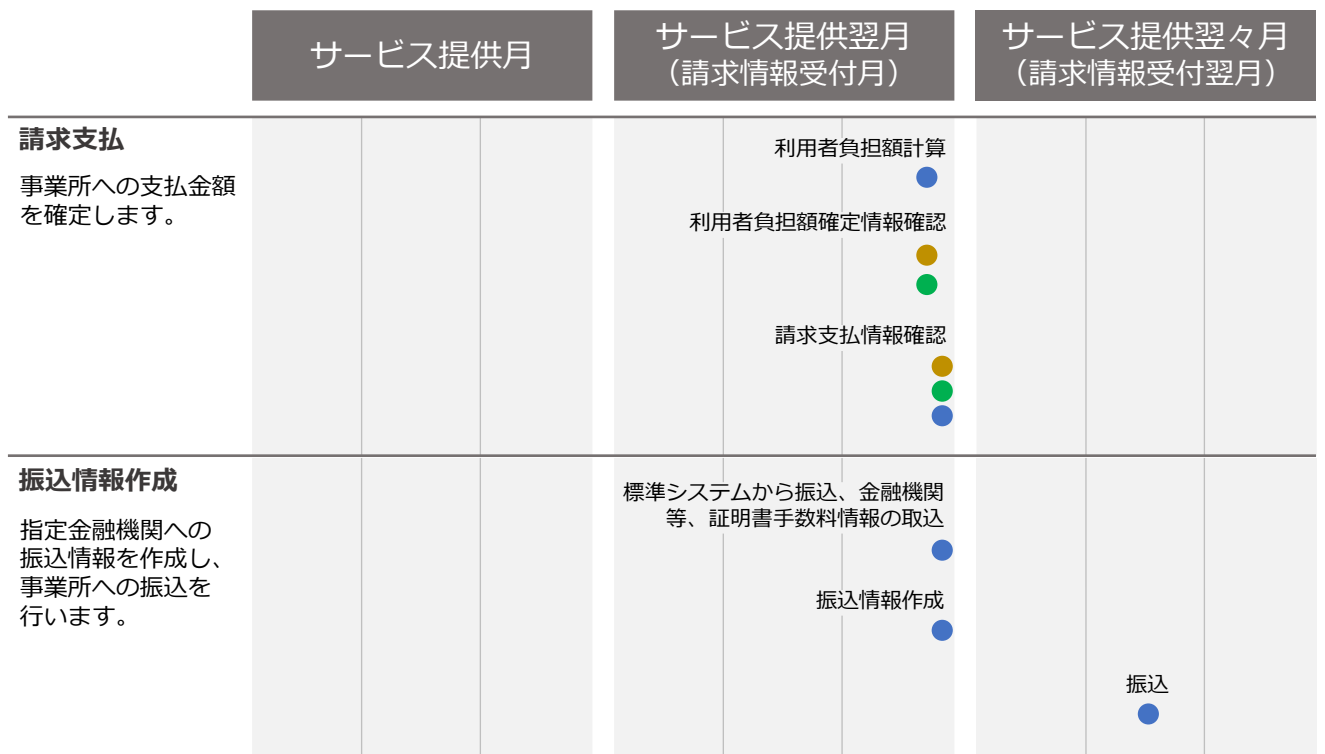 サービス提供月
サービス提供翌月
（請求情報受付月）
サービス提供翌々月
（請求情報受付翌月）
請求支払
事業所への支払金額
を確定します。
利用者負担額計算
利用者負担額確定情報確認
請求支払情報確認
振込情報作成
指定金融機関への
振込情報を作成し、
事業所への振込を
行います。
標準システムから振込、金融機関
等、証明書手数料情報の取込
振込情報作成
振込